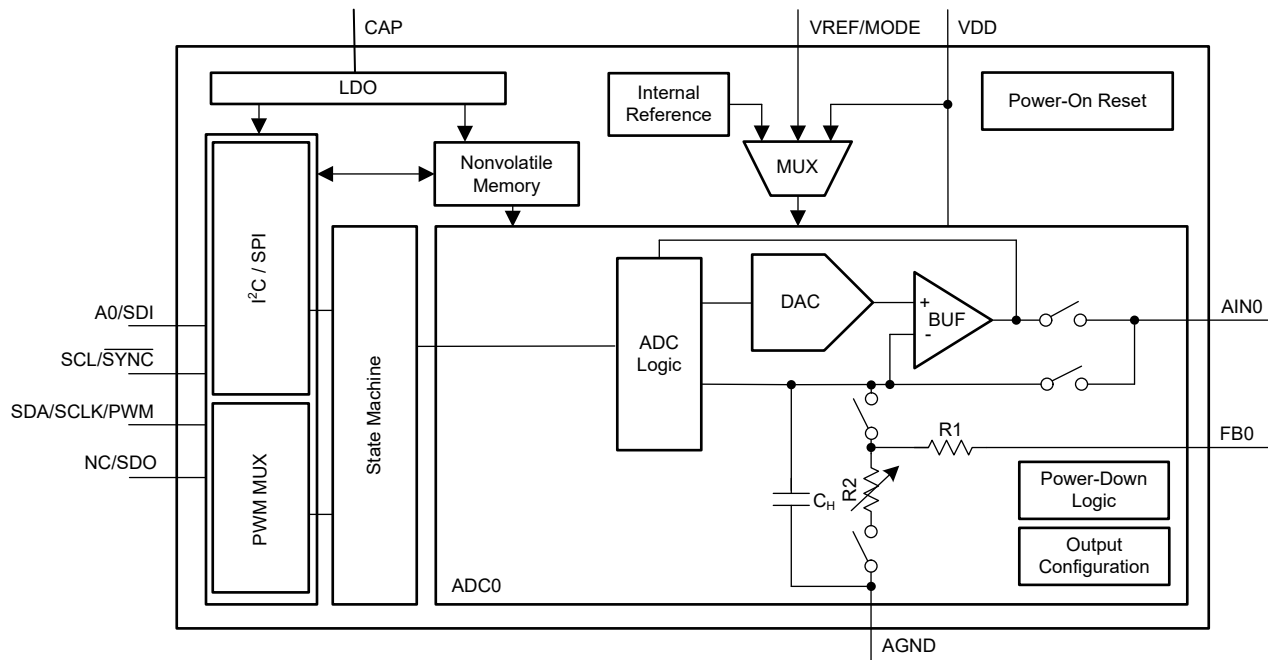 CAP
VREF/MODE
VDD
LDO
Internal
Reference
Power-On Reset
MUX
Nonvolatile
Memory
I²C / SPI
PWM MUX
State Machine
A0/SDI
SCL/S̅Y̅N̅C̅
SDA/SCLK/PWM
NC/SDO
ADC
Logic
DAC
+
BUF
-
AIN0
R1
FB0
R2
C_H
Power-Down
Logic
Output
Configuration
ADC0
AGND